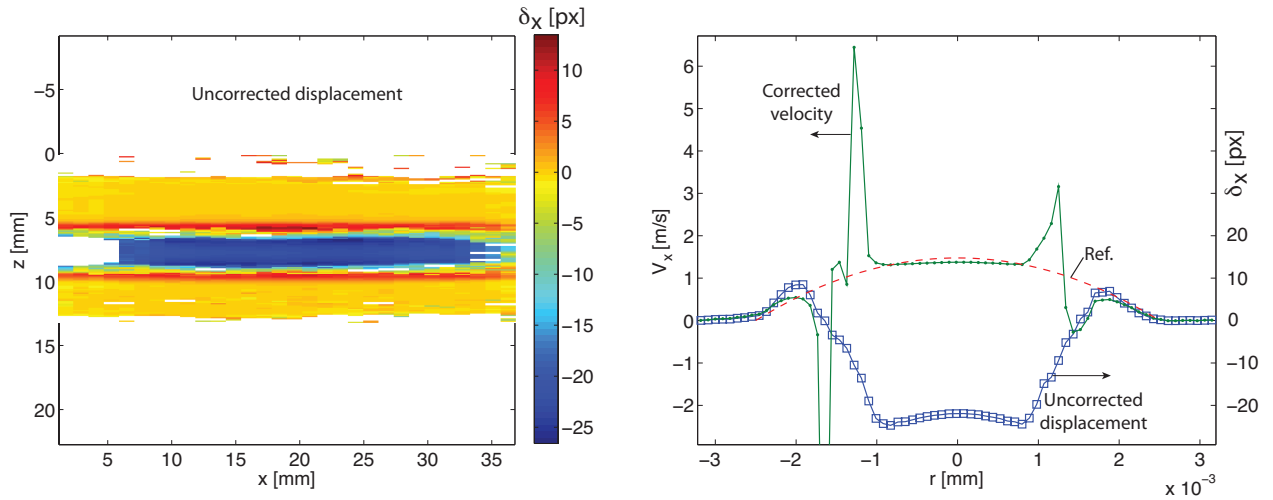 δx [px]
Uncorrected displacement
−5
0
5
10
15
20
z [mm]
5 10 15 20 25 30 35
x [mm]
10
5
0
−5
−10
−15
−20
−25
6
5
4
3
2
1
0
−1
−2
Vx [m/s]
Corrected
velocity
Ref.
Uncorrected
displacement
20
10
0
−10
−20
δx [px]
−3 −2 −1 0 1 2 3
r [mm]
x 10−3